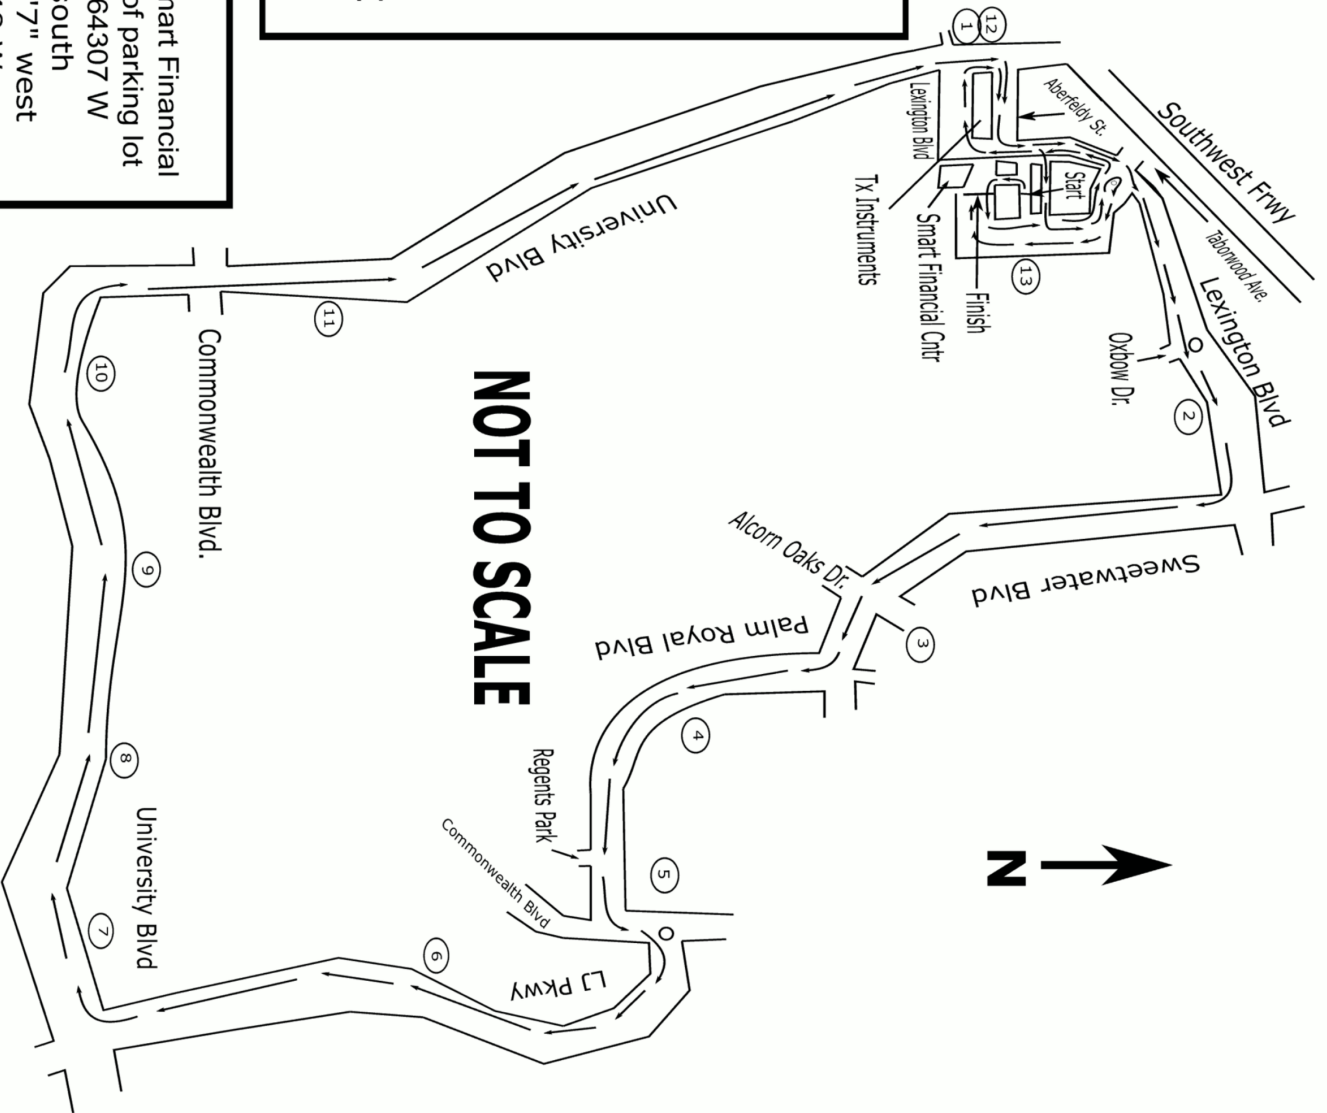 mart Financial
of parking lot
64307 W
South
'7" west
1
12
Southwest Frwy
Aberfeldy St.
Lexington Blvd
Tx Instruments
Start
Smart Financial Cntr
Finish
13
Taborwood Ave.
Lexington Blvd
Oxbow Dr.
2
Sweetwater Blvd
Alcorn Oaks Dr.
3
Palm Royal Blvd
4
Regents Park
Commonwealth Blvd
5
LJ Pkwy
6
University Blvd
7
8
9
10
Commonwealth Blvd.
11
University Blvd
NOT TO SCALE
N